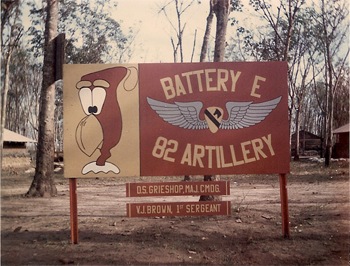 BATTERY E
82 ARTILLERY
D.S. GRIESHOP, MAJ. CMDG.
V.J. BROWN, 1ST SERGEANT